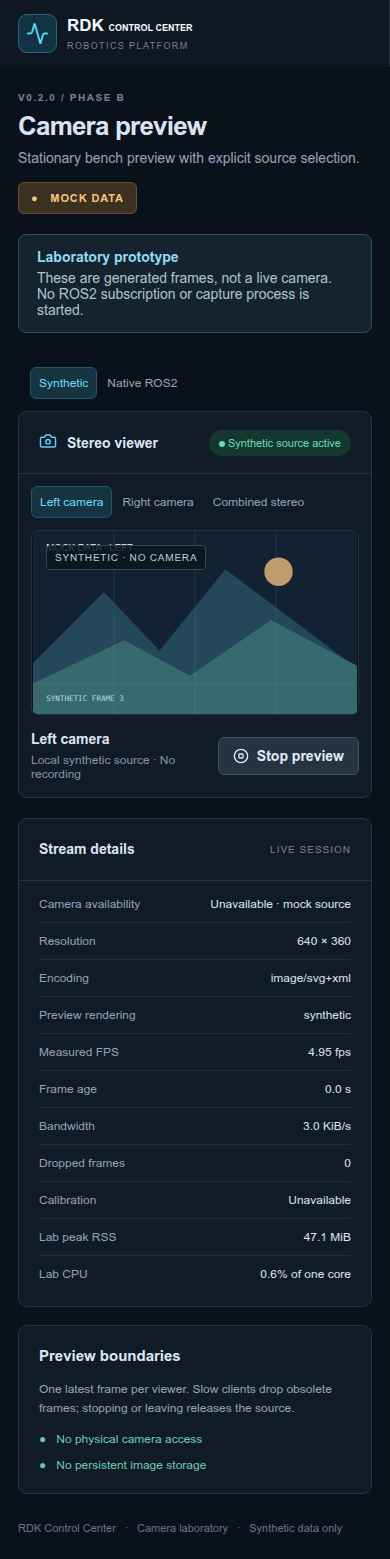 RDK CONTROL CENTER
ROBOTICS PLATFORM
V0.2.0 / PHASE B
Camera preview
Stationary bench preview with explicit source selection.
● MOCK DATA
Laboratory prototype
These are generated frames, not a live camera.
No ROS2 subscription or capture process is
started.
Synthetic Native ROS2
Stereo viewer ● Synthetic source active
Left camera Right camera Combined stereo
MOCK DATA · LEFT
SYNTHETIC · NO CAMERA
SYNTHETIC FRAME 3
Left camera
Local synthetic source · No
recording
Stop preview
Stream details LIVE SESSION
Camera availability Unavailable · mock source
Resolution 640 × 360
Encoding image/svg+xml
Preview rendering synthetic
Measured FPS 4.95 fps
Frame age 0.0 s
Bandwidth 3.0 KiB/s
Dropped frames 0
Calibration Unavailable
Lab peak RSS 47.1 MiB
Lab CPU 0.6% of one core
Preview boundaries
One latest frame per viewer. Slow clients drop obsolete
frames; stopping or leaving releases the source.
● No physical camera access
● No persistent image storage
RDK Control Center · Camera laboratory · Synthetic data only